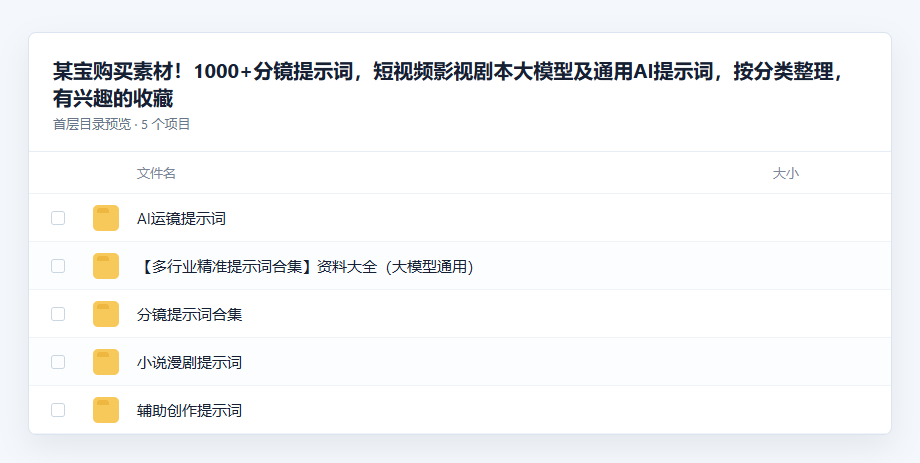 某宝购买素材！1000+分镜提示词，短视频影视剧本大模型及通用AI提示词，按分类整理，
有兴趣的收藏
首层目录预览 · 5 个项目
文件名 大小
AI运镜提示词
【多行业精准提示词合集】资料大全（大模型通用）
分镜提示词合集
小说漫剧提示词
辅助创作提示词